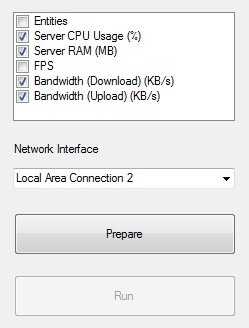 Entities
Server CPU Usage (%)
Server RAM (MB)
FPS
Bandwidth (Download) (KB/s)
Bandwidth (Upload) (KB/s)
Network Interface
Local Area Connection 2
Prepare
Run